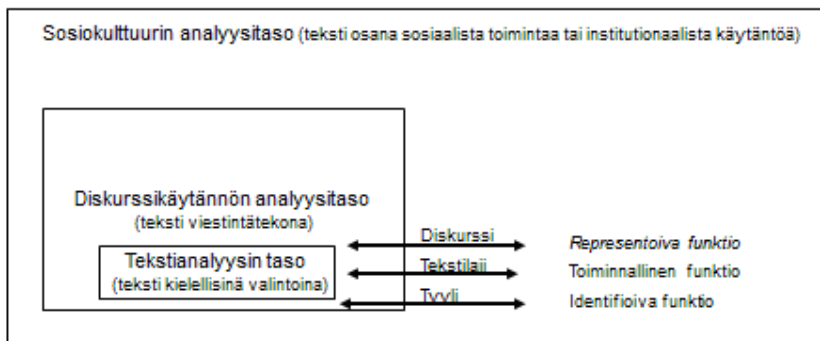 Sosiokulttuurin analyysitaso (teksti osana sosiaalista toimintaa tai institutionaalista käytäntöä)
Diskurssikäytännön analyysitaso
(teksti viestintätekona)
Diskurssi
Representoiva funktio
Tekstianalyysin taso
Tekstilaji
Toiminnallinen funktio
(teksti kielellisinä valintoina)
Tyyli
Identifioiva funktio